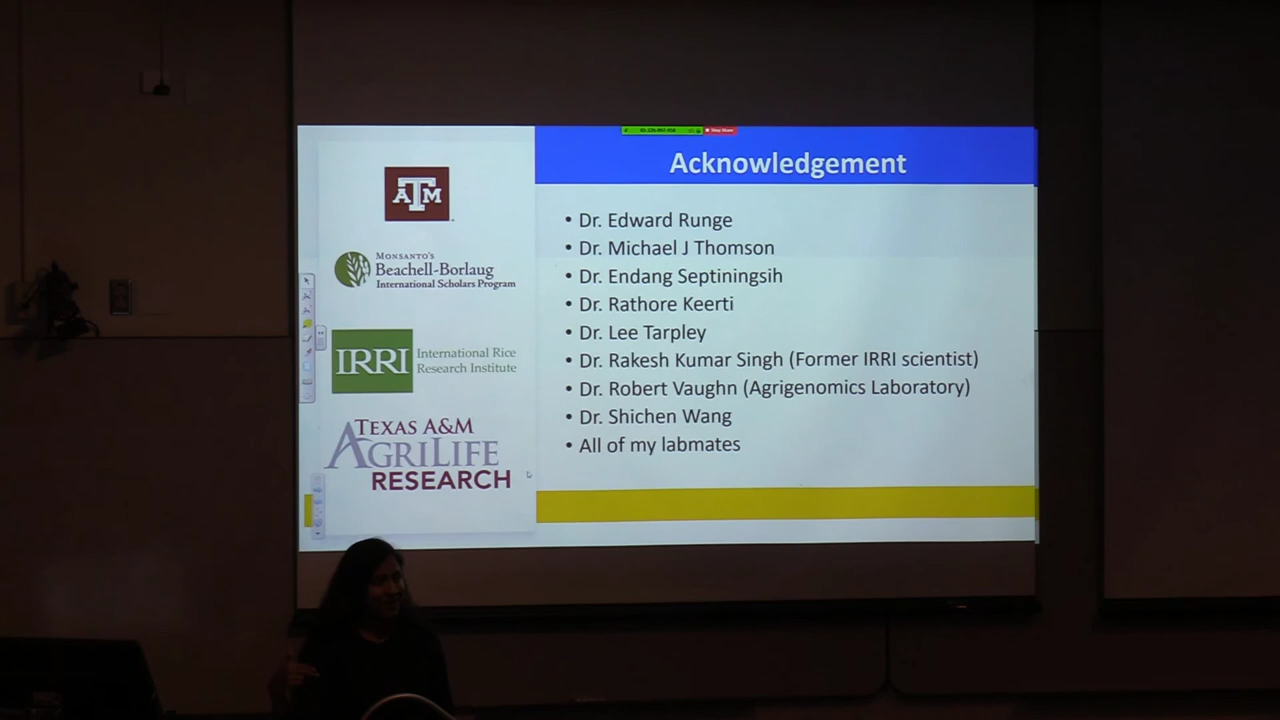 Acknowledgement
ATM
MONSANTO'S
Beachell-Borlaug
International Scholars Program
IRRI International Rice
Research Institute
TEXAS A&M
AGRILIFE
RESEARCH
• Dr. Edward Runge
• Dr. Michael J Thomson
• Dr. Endang Septiningsih
• Dr. Rathore Keerti
• Dr. Lee Tarpley
• Dr. Rakesh Kumar Singh (Former IRRI scientist)
• Dr. Robert Vaughn (Agrigenomics Laboratory)
• Dr. Shichen Wang
• All of my labmates